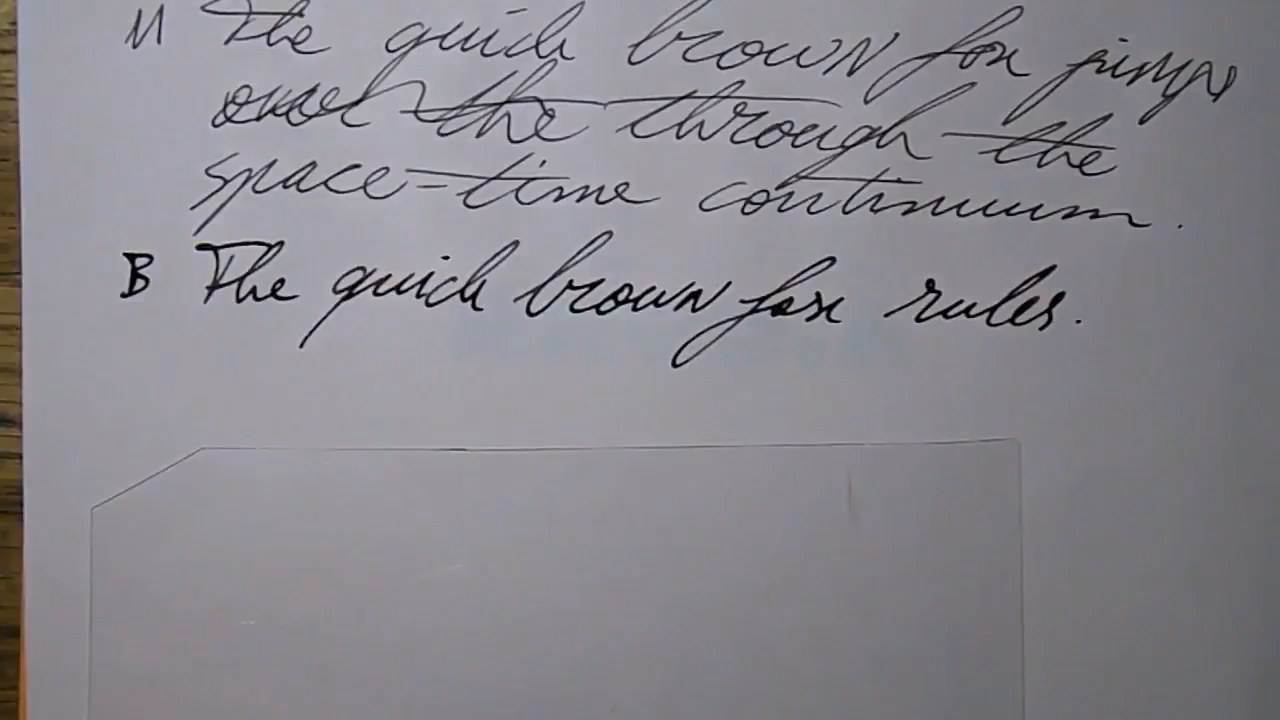 M The quick brown fox jumps
over the through the
space-time continuum.
B The quick brown fox rules.